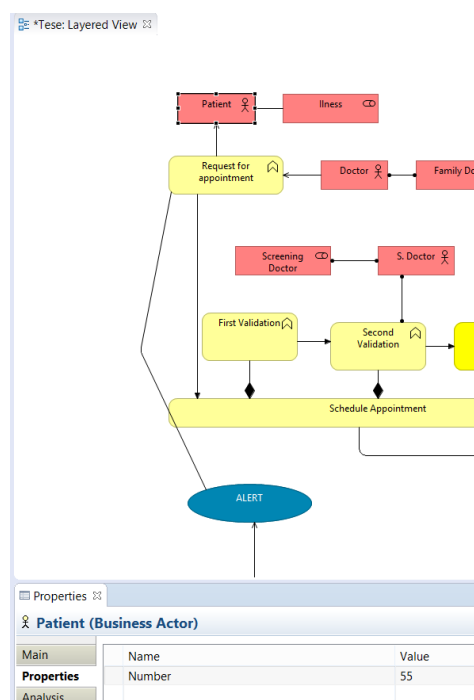 *Tese: Layered View
Patient
Ilness
Request for
appointment
Doctor
Family Do
Screening
Doctor
S. Doctor
First Validation
Second
Validation
Schedule Appointment
ALERT
Properties
Patient (Business Actor)
Main
Name
Value
Properties
Number
55
Analysis